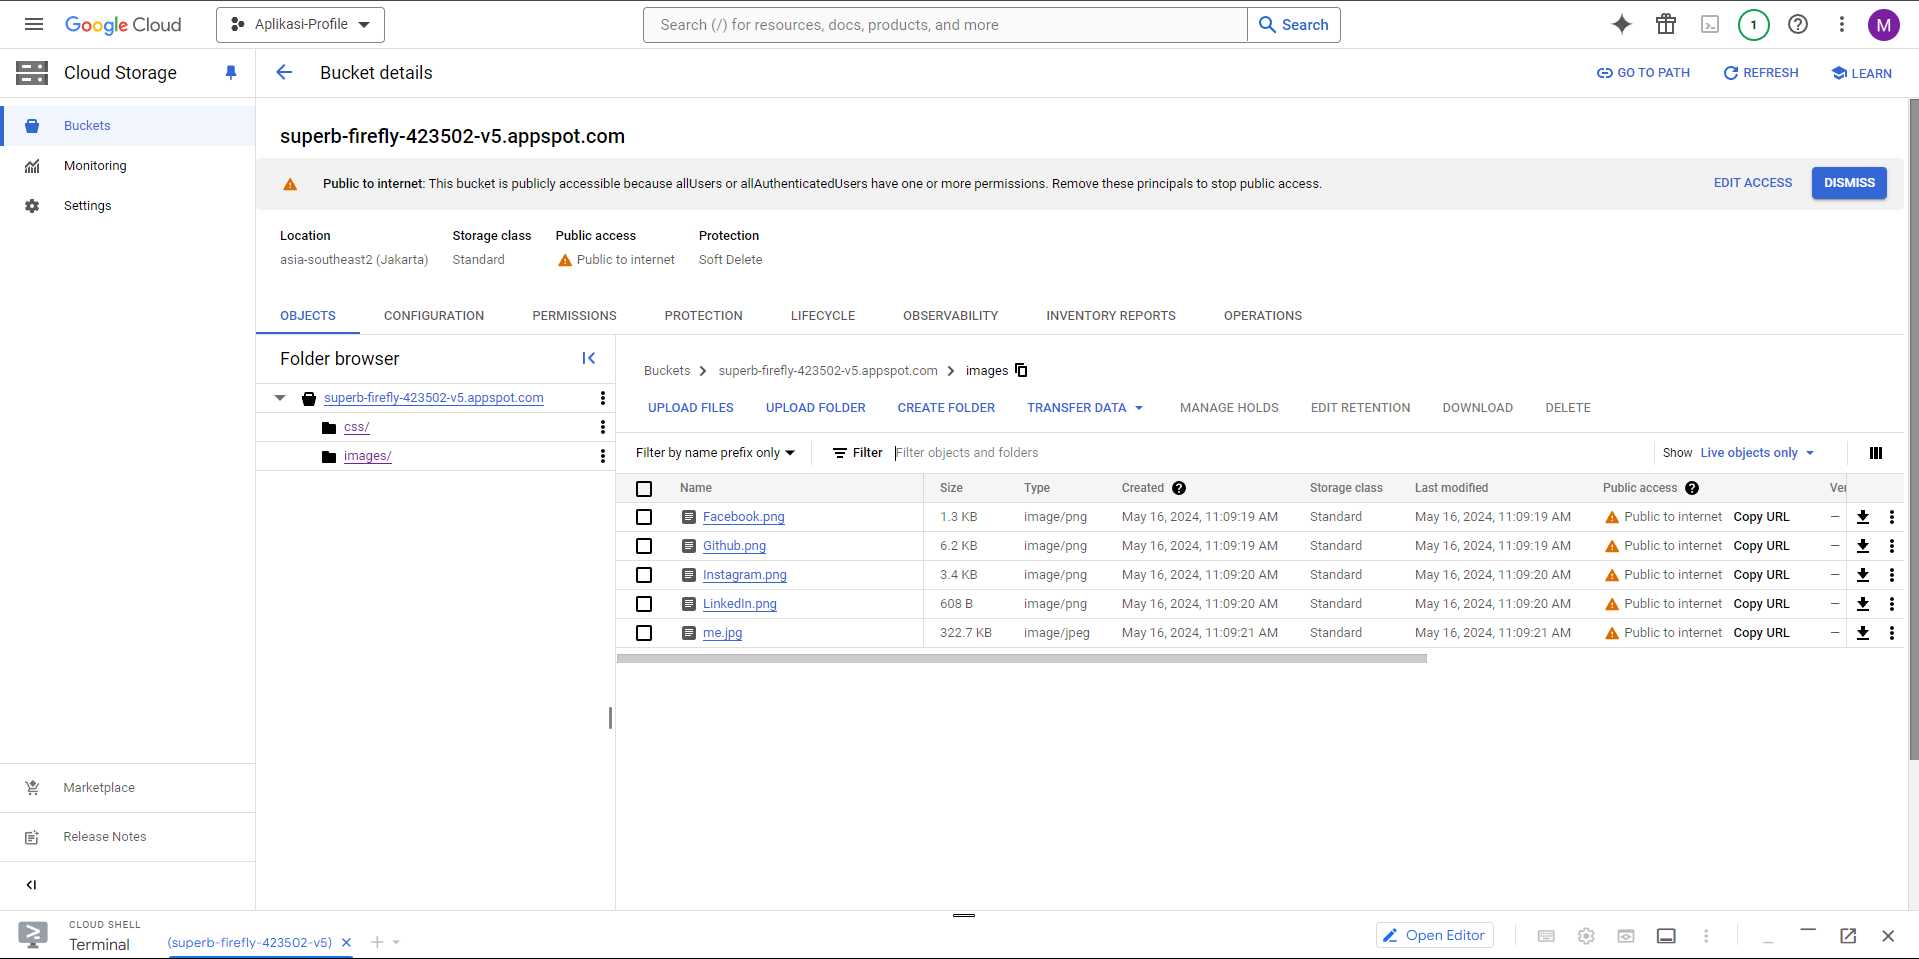 Google Cloud
Aplikasi-Profile
Search (/) for resources, docs, products, and more
Search
1
M
Cloud Storage
Bucket details
GO TO PATH
REFRESH
LEARN
Buckets
Monitoring
Settings
superb-firefly-423502-v5.appspot.com
Public to internet: This bucket is publicly accessible because allUsers or allAuthenticatedUsers have one or more permissions. Remove these principals to stop public access.
EDIT ACCESS
DISMISS
Location Storage class Public access Protection
asia-southeast2 (Jakarta) Standard Public to internet Soft Delete
OBJECTS CONFIGURATION PERMISSIONS PROTECTION LIFECYCLE OBSERVABILITY INVENTORY REPORTS OPERATIONS
Folder browser
superb-firefly-423502-v5.appspot.com
css/
images/
Buckets superb-firefly-423502-v5.appspot.com images
UPLOAD FILES UPLOAD FOLDER CREATE FOLDER TRANSFER DATA MANAGE HOLDS EDIT RETENTION DOWNLOAD DELETE
Filter by name prefix only Filter Filter objects and folders Show Live objects only
Name Size Type Created Storage class Last modified Public access Ver
Facebook.png 1.3 KB image/png May 16, 2024, 11:09:19 AM Standard May 16, 2024, 11:09:19 AM Public to internet Copy URL –
Github.png 6.2 KB image/png May 16, 2024, 11:09:19 AM Standard May 16, 2024, 11:09:19 AM Public to internet Copy URL –
Instagram.png 3.4 KB image/png May 16, 2024, 11:09:20 AM Standard May 16, 2024, 11:09:20 AM Public to internet Copy URL –
LinkedIn.png 608 B image/png May 16, 2024, 11:09:20 AM Standard May 16, 2024, 11:09:20 AM Public to internet Copy URL –
me.jpg 322.7 KB image/jpeg May 16, 2024, 11:09:21 AM Standard May 16, 2024, 11:09:21 AM Public to internet Copy URL –
Marketplace
Release Notes
CLOUD SHELL
Terminal
(superb-firefly-423502-v5)
Open Editor